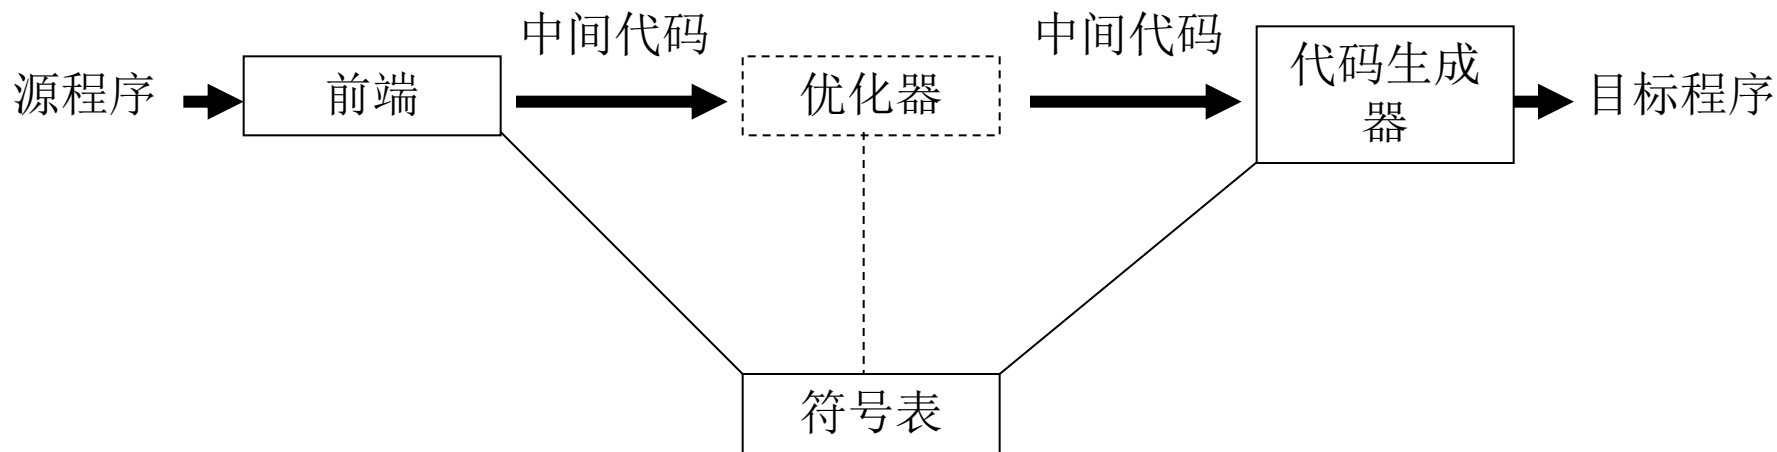 中间代码
中间代码
源程序
前端
优化器
代码生成
器
目标程序
符号表